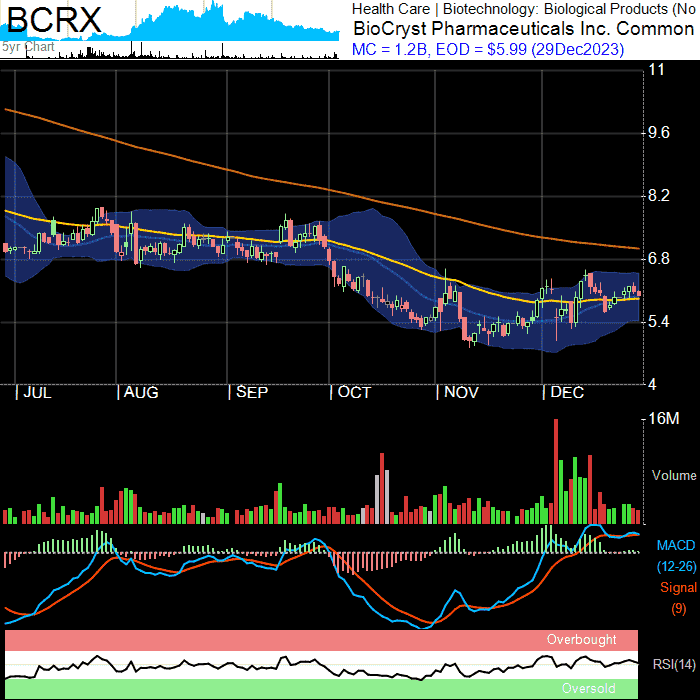 BCRX
5yr Chart
Health Care | Biotechnology: Biological Products (No
BioCryst Pharmaceuticals Inc. Common
MC = 1.2B, EOD = $5.99 (29Dec2023)
11
9.6
8.2
6.8
5.4
4
| JUL | AUG | SEP | OCT | NOV | DEC
16M
Volume
MACD
(12-26)
Signal
(9)
Overbought
RSI(14)
Oversold